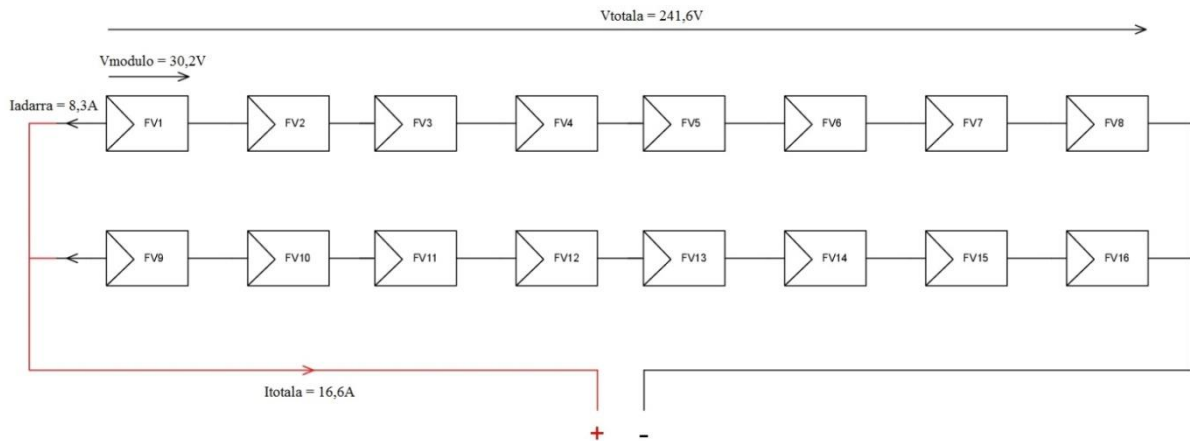 Vtotala = 241,6V
Vmodulo = 30,2V
Iadarra = 8,3A
FV1 FV2 FV3 FV4 FV5 FV6 FV7 FV8
FV9 FV10 FV11 FV12 FV13 FV14 FV15 FV16
Itotala = 16,6A
+ -